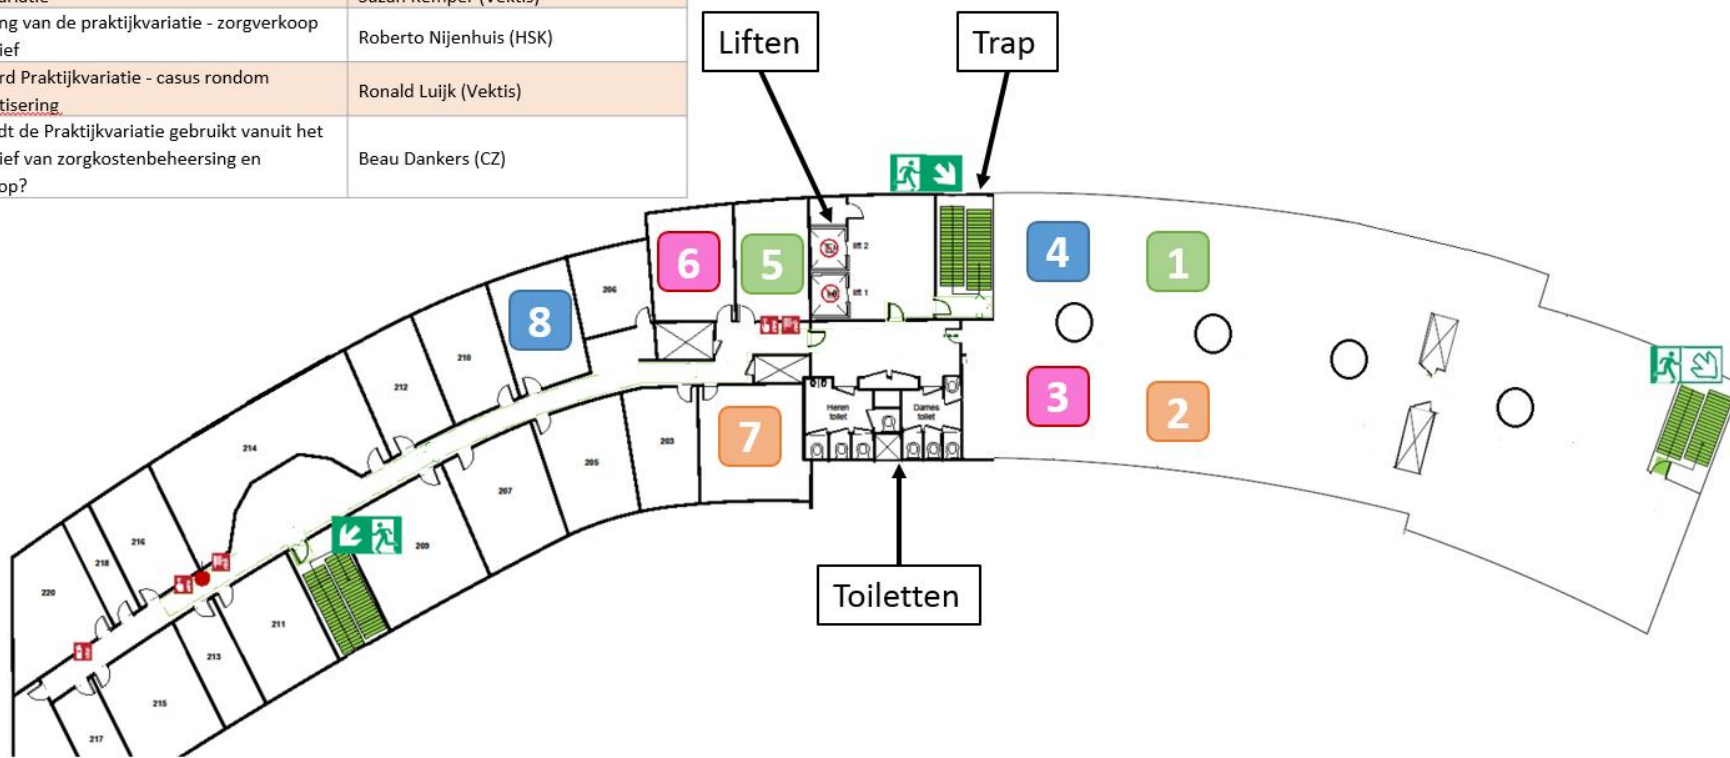 ng van de praktijkvariatie - zorgverkoop
ief
Roberto Nijenhuis (HSK)
rd Praktijkvariatie - casus rondom
tisering
Ronald Luijk (Vektis)
dt de Praktijkvariatie gebruikt vanuit het
ief van zorgkostenbeheersing en
op?
Beau Dankers (CZ)
Liften
Trap
4
1
6
5
lift 2
lift 1
206
8
210
212
3
2
Heren
toilet
Dames
toilet
7
203
214
205
207
216
209
218
220
Toiletten
211
213
215
217